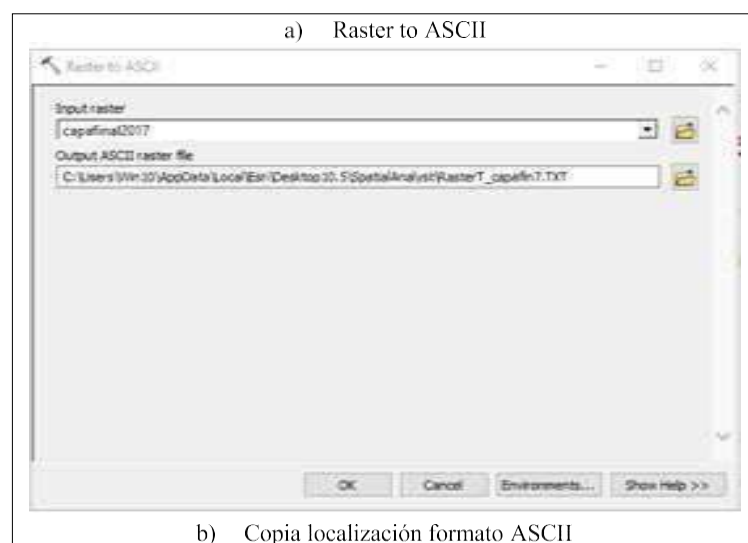 a) Raster to ASCII
Raster to ASCII
Input raster
capafinal2017
Output ASCII raster file
C:\Users\Win10\AppData\Local\Esri\Desktop10.5\SpatialAnalyst\RasterT_capafin7.TXT
OK Cancel Environments... Show Help >>
b) Copia localización formato ASCII